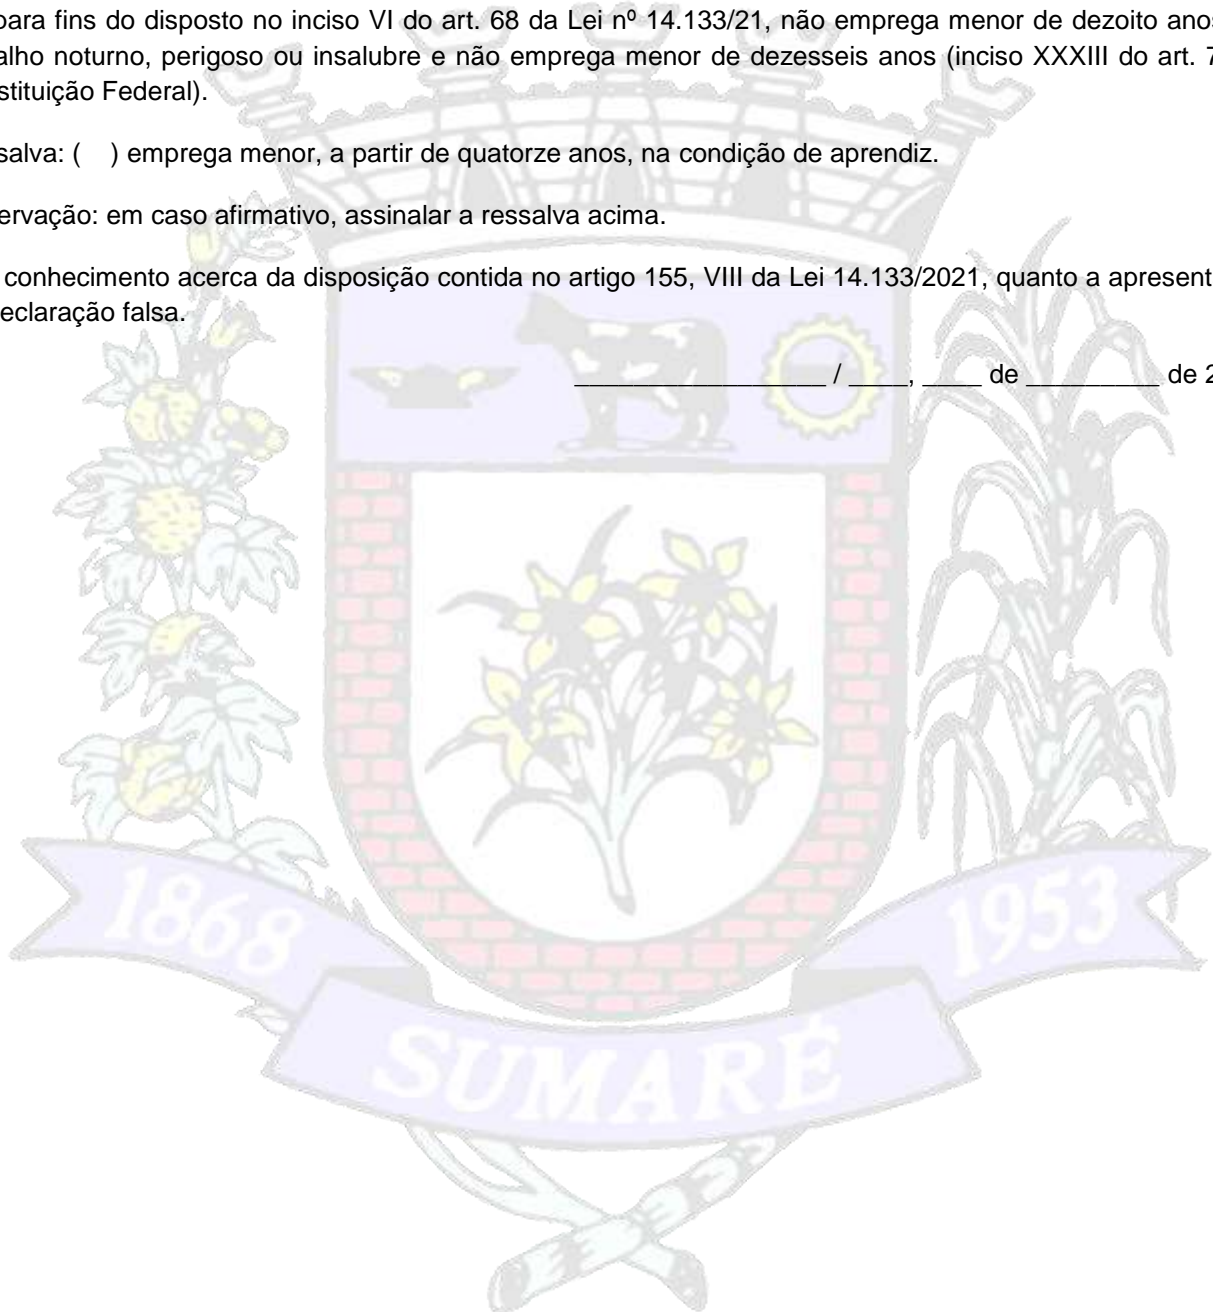 para fins do disposto no inciso VI do art. 68 da Lei nº 14.133/21, não emprega menor de dezoito anos
alho noturno, perigoso ou insalubre e não emprega menor de dezesseis anos (inciso XXXIII do art. 7
stituição Federal).
salva: (   ) emprega menor, a partir de quatorze anos, na condição de aprendiz.
ervação: em caso afirmativo, assinalar a ressalva acima.
conhecimento acerca da disposição contida no artigo 155, VIII da Lei 14.133/2021, quanto a apresent
eclaração falsa.
_________________ / ____, ____ de _________ de 2
1868
1953
SUMARÉ